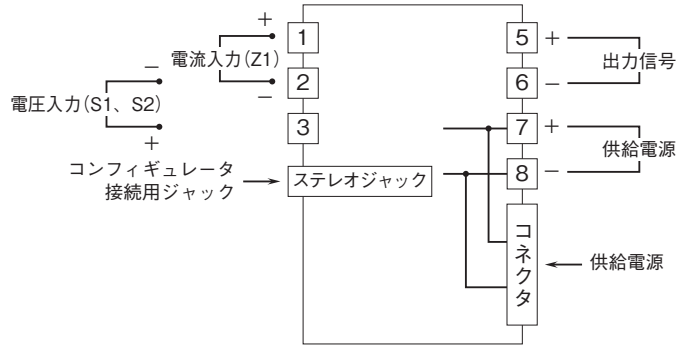 +
1
5
+
電流入力(Z1)
出力信号
−
2
6
−
−
電圧入力(S1、S2)
+
3
7
+
供給電源
コンフィギュレータ
接続用ジャック
ステレオジャック
8
−
コネクタ
供給電源